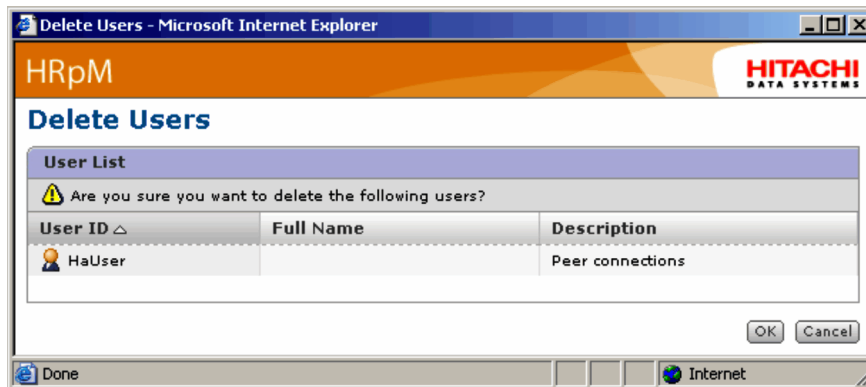 Delete Users - Microsoft Internet Explorer
HRpM
HITACHI
DATA SYSTEMS
Delete Users
User List
Are you sure you want to delete the following users?
User ID Full Name Description
HaUser Peer connections
OK Cancel
Done Internet